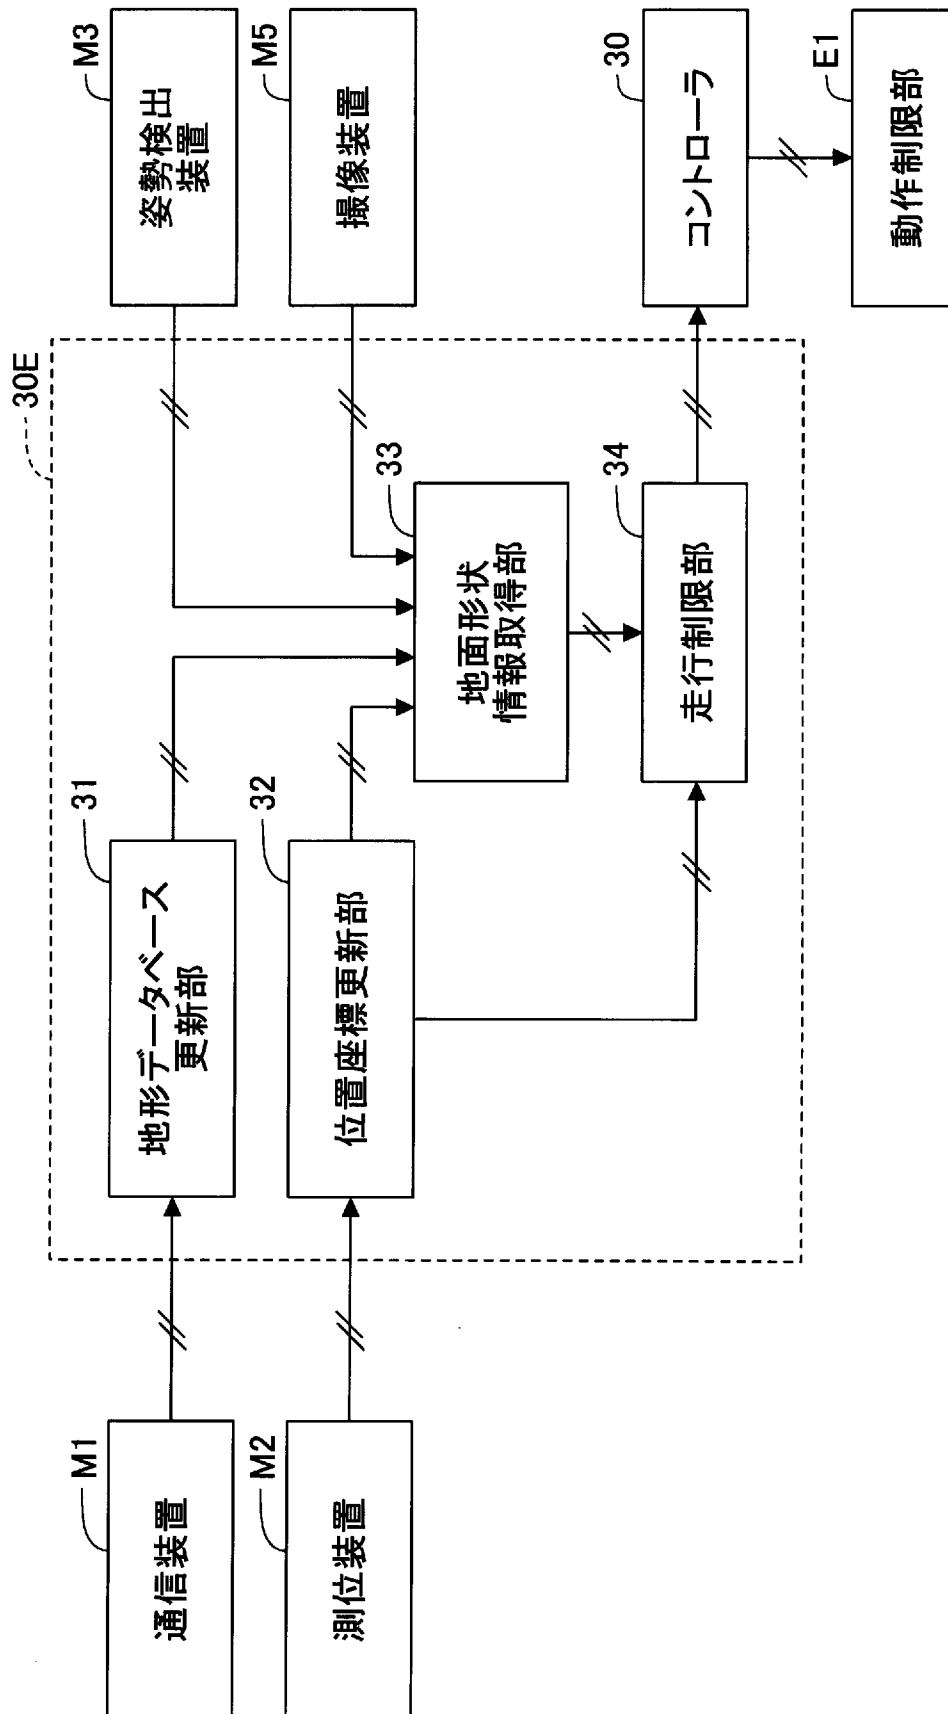 30E
M1
通信装置
M2
測位装置
31
地形データベース
更新部
32
位置座標更新部
33
地面形状
情報取得部
34
走行制限部
M3
姿勢検出
装置
M5
撮像装置
30
コントローラ
E1
動作制限部